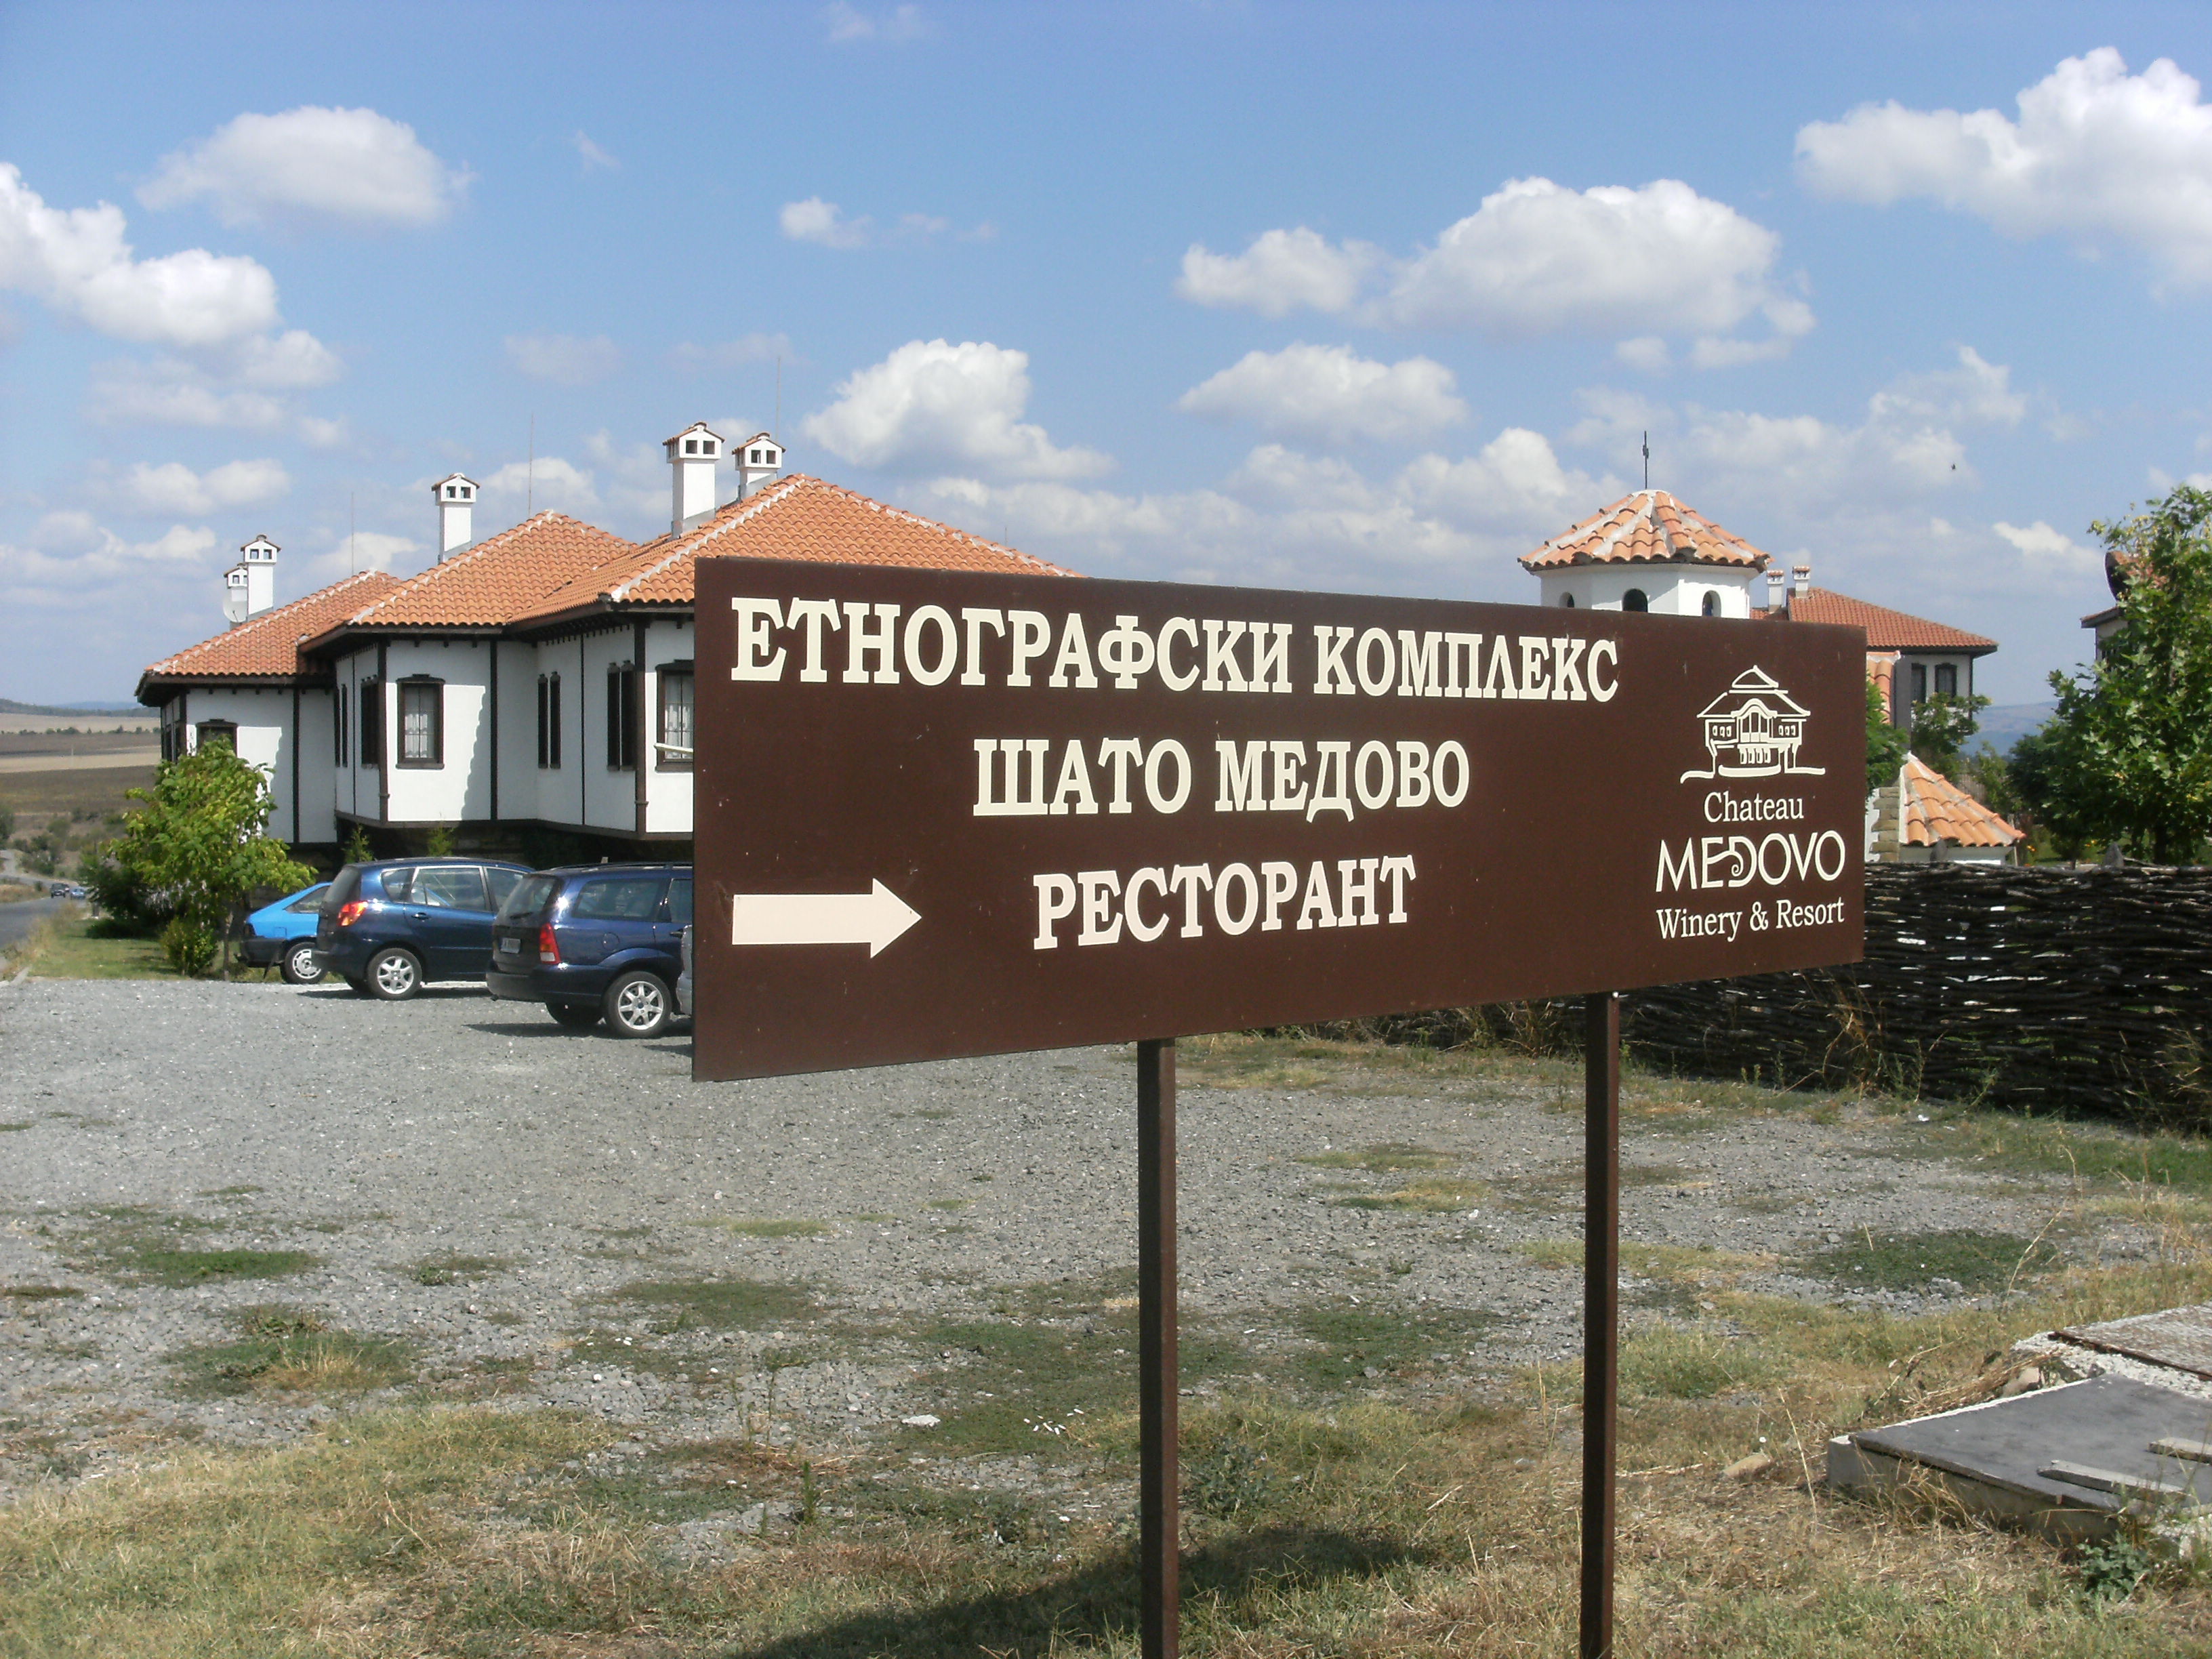 ЕТНОГРАФСКИ КОМПЛЕКС
ШАТО МЕДОВО
РЕСТОРАНТ
Chateau
MEDOVO
Winery & Resort